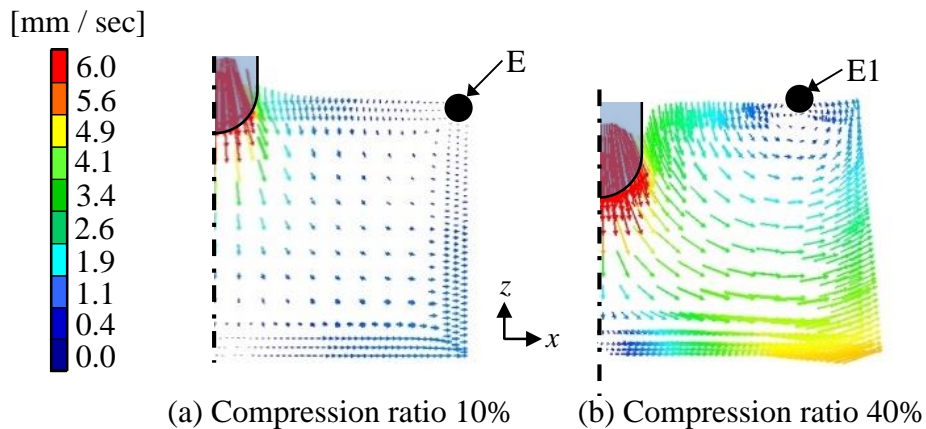 [mm / sec]
6.0
5.6
4.9
4.1
3.4
2.6
1.9
1.1
0.4
0.0
E
E1
z
x
(a) Compression ratio 10%
(b) Compression ratio 40%